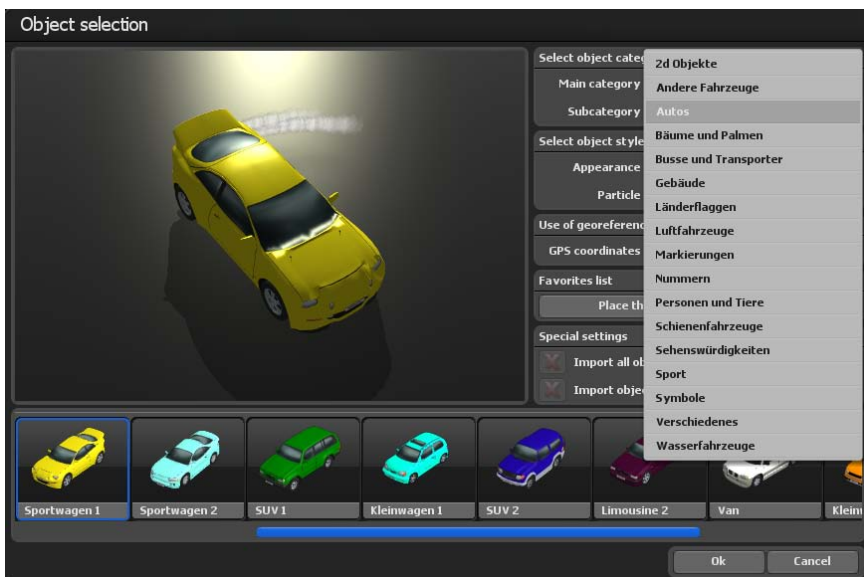 Object selection
Select object categ
Main category
Subcategory
Select object style
Appearance
Particle
Use of georeferenc
GPS coordinates
Favorites list
Place th
Special settings
Import all ob
Import objec
2d Objekte
Andere Fahrzeuge
Autos
Bäume und Palmen
Busse und Transporter
Gebäude
Länderflaggen
Luftfahrzeuge
Markierungen
Nummern
Personen und Tiere
Schienenfahrzeuge
Sehenswürdigkeiten
Sport
Symbole
Verschiedenes
Wasserfahrzeuge
Sportwagen 1
Sportwagen 2
SUV 1
Kleinwagen 1
SUV 2
Limousine 2
Van
Klein
Ok
Cancel